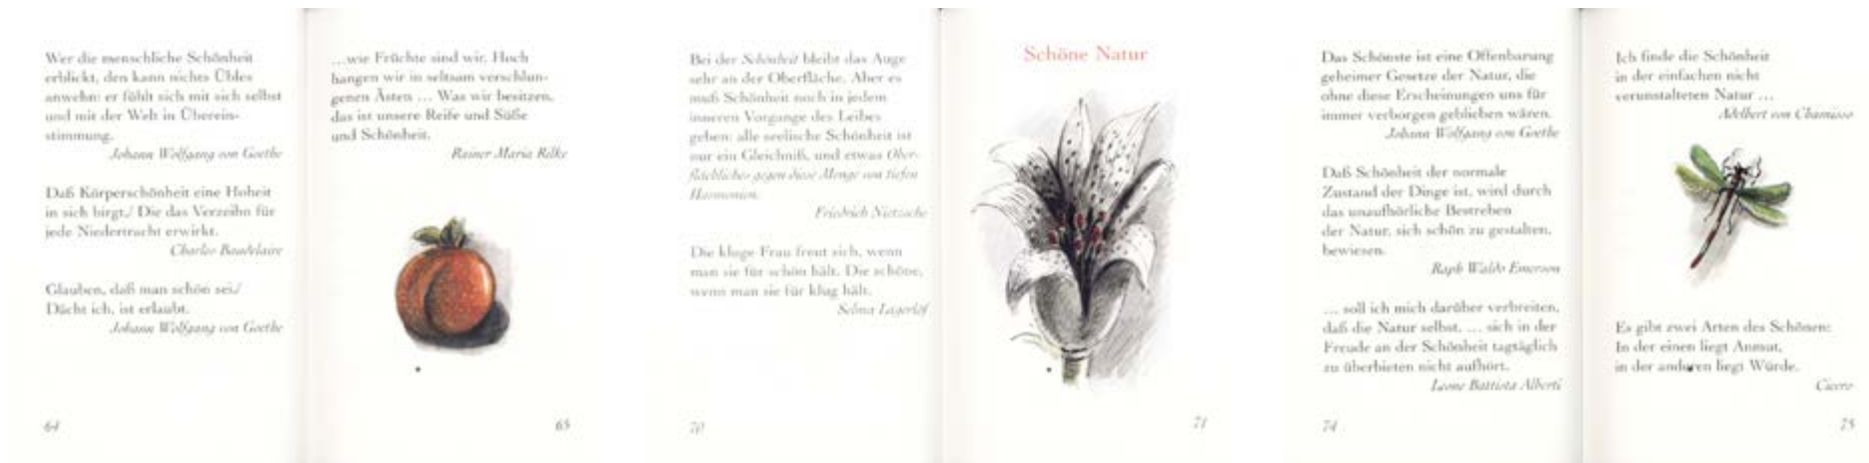 Wer die menschliche Schönheit
erblickt, den kann nichts Übles
anwehn: er fühlt sich mit sich selbst
und mit der Welt in Überein-
stimmung.
Johann Wolfgang von Goethe
Daß Körperschönheit eine Hoheit
in sich birgt,/ Die das Verzeihn für
jede Niedertracht erwirkt.
Charles Baudelaire
Glauben, daß man schön sei,/
Dächt ich, ist erlaubt.
Johann Wolfgang von Goethe
64
...wie Früchte sind wir. Hoch
hangen wir in seltsam verschlun-
genen Ästen ... Was wir besitzen,
das ist unsere Reife und Süße
und Schönheit.
Rainer Maria Rilke
65
Bei der Schönheit bleibt das Auge
sehr an der Oberfläche. Aber es
muß Schönheit noch in jedem
inneren Vorgange des Leibes
geben: alle seelische Schönheit ist
nur ein Gleichniß, und etwas Ober-
flächliches gegen diese Menge von tiefen
Harmonien.
Friedrich Nietzsche
Die kluge Frau freut sich, wenn
man sie für schön hält. Die schöne,
wenn man sie für klug hält.
Selma Lagerlöf
70
Schöne Natur
71
Das Schönste ist eine Offenbarung
geheimer Gesetze der Natur, die
ohne diese Erscheinungen uns für
immer verborgen geblieben wären.
Johann Wolfgang von Goethe
Daß Schönheit der normale
Zustand der Dinge ist, wird durch
das unaufhörliche Bestreben
der Natur, sich schön zu gestalten,
bewiesen.
Raph Waldo Emerson
... soll ich mich darüber verbreiten,
daß die Natur selbst, ... sich in der
Freude an der Schönheit tagtäglich
zu überbieten nicht aufhört.
Leone Battista Alberti
74
Ich finde die Schönheit
in der einfachen nicht
verunstalteten Natur ...
Adelbert von Chamisso
Es gibt zwei Arten des Schönen:
In der einen liegt Anmut,
in der anderen liegt Würde.
Cicero
75